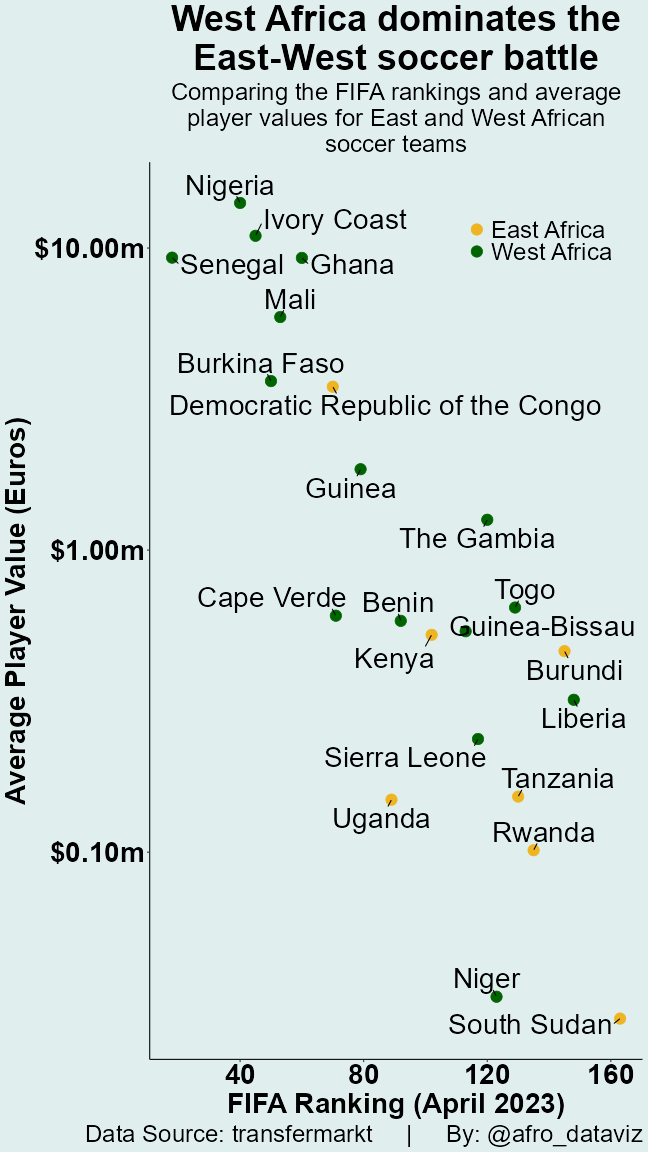 West Africa dominates the
East-West soccer battle
Comparing the FIFA rankings and average
player values for East and West African
soccer teams
Nigeria
Ivory Coast
East Africa
West Africa
$10.00m
Senegal
Ghana
Mali
Burkina Faso
Democratic Republic of the Congo
Guinea
The Gambia
$1.00m
Togo
Cape Verde
Benin
Guinea-Bissau
Kenya
Burundi
Liberia
Sierra Leone
Tanzania
Uganda
Rwanda
$0.10m
Niger
South Sudan
Average Player Value (Euros)
40
80
120
160
FIFA Ranking (April 2023)
Data Source: transfermarkt | By: @afro_dataviz